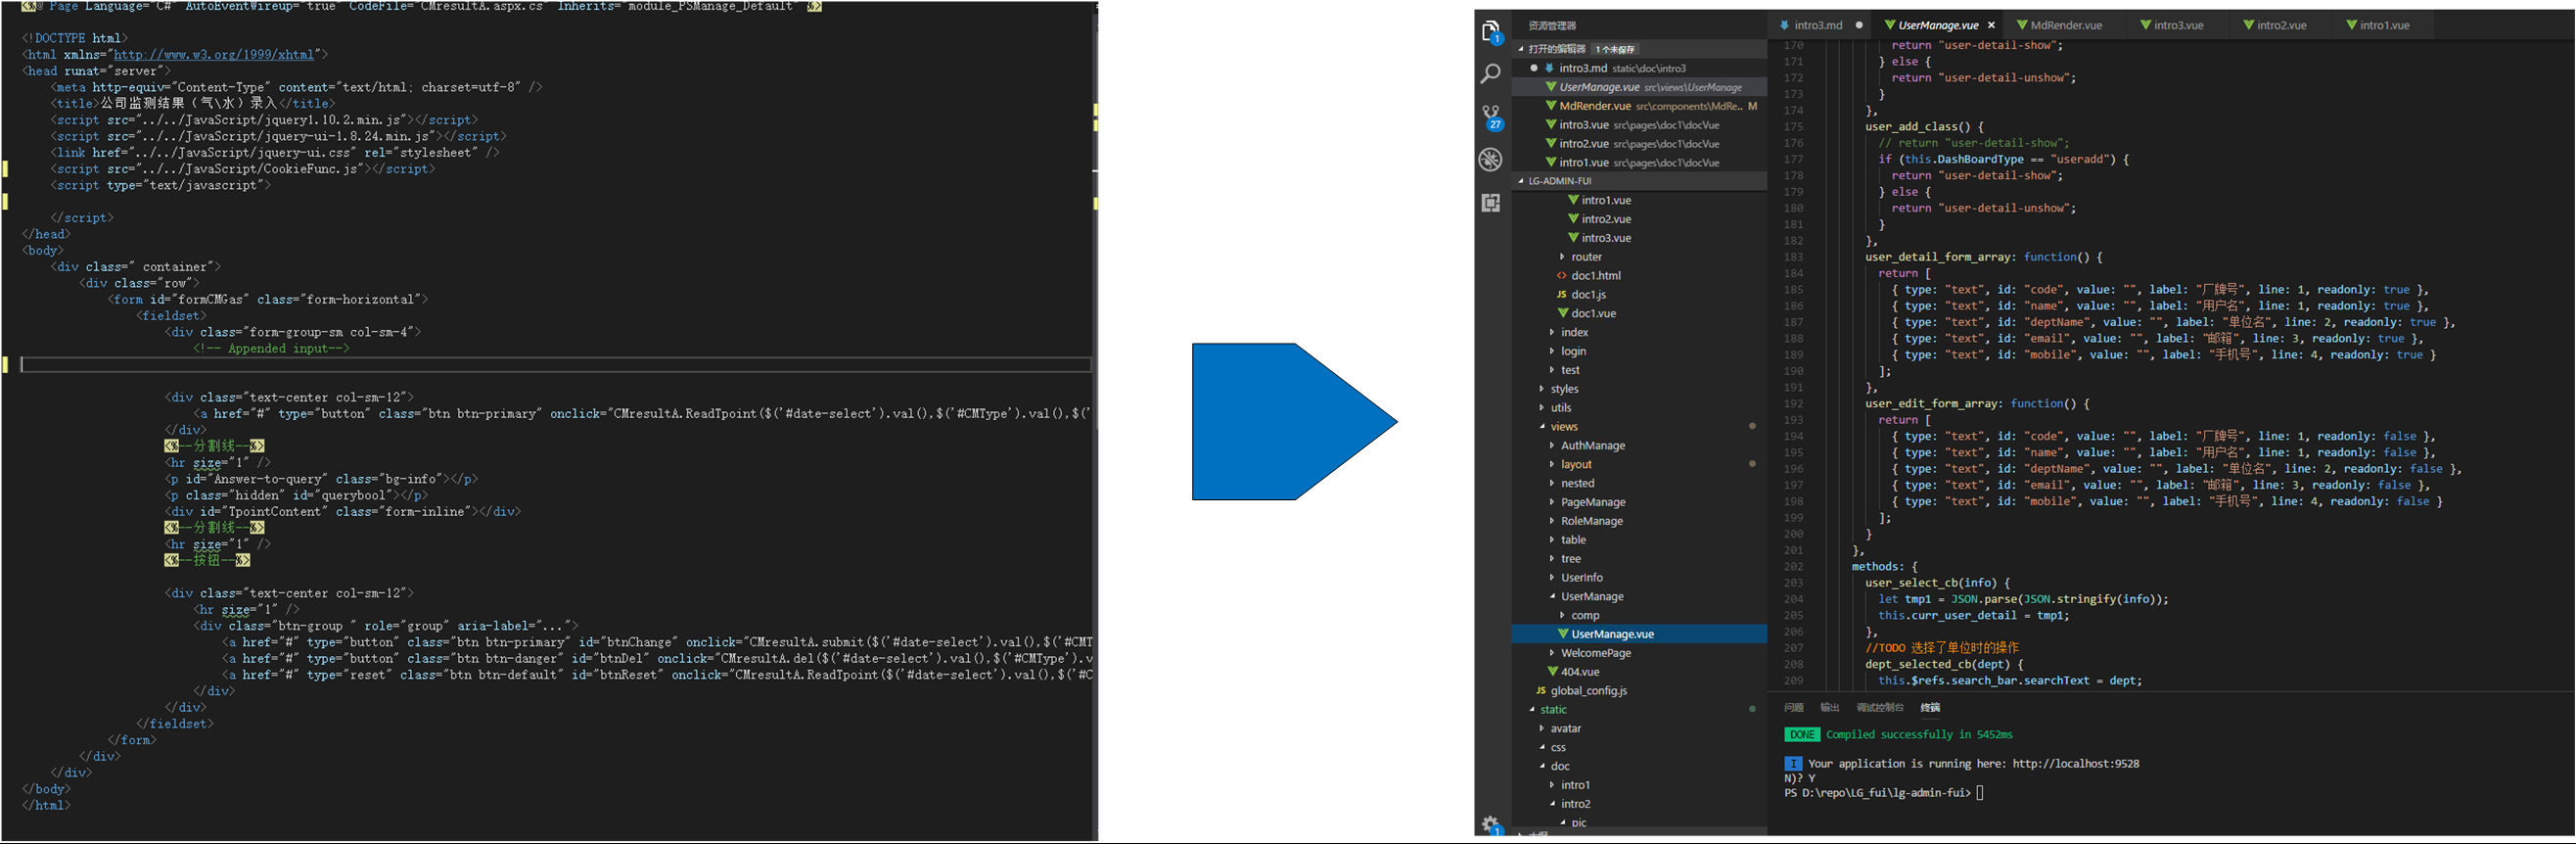 <%@ Page Language="C#" AutoEventWireup="true" CodeFile="CMresultA.aspx.cs" Inherits="module_PSManage_Default" %>
<!DOCTYPE html>
<html xmlns="http://www.w3.org/1999/xhtml">
<head runat="server">
<meta http-equiv="Content-Type" content="text/html; charset=utf-8" />
<title>公司监测结果（气\水）录入</title>
<script src="../../JavaScript/jquery1.10.2.min.js"></script>
<script src="../../JavaScript/jquery-ui-1.8.24.min.js"></script>
<link href="../../JavaScript/jquery-ui.css" rel="stylesheet" />
<script src="../../JavaScript/CookieFunc.js"></script>
<script type="text/javascript">
</script>
</head>
<body>
<div class=" container">
<div class="row">
<form id="formCMGas" class="form-horizontal">
<fieldset>
<div class="form-group-sm col-sm-4">
<!-- Appended input-->
<div class="text-center col-sm-12">
<a href="#" type="button" class="btn btn-primary" onclick="CMresultA.ReadTpoint($('#date-select').val(),$('#CMType').val(),$('
</div>
<%--分割线--%>
<hr size="1" />
<p id="Answer-to-query" class="bg-info"></p>
<p class="hidden" id="querybool"></p>
<div id="TpointContent" class="form-inline"></div>
<%--分割线--%>
<hr size="1" />
<%--按钮--%>
<div class="text-center col-sm-12">
<hr size="1" />
<div class="btn-group " role="group" aria-label="...">
<a href="#" type="button" class="btn btn-primary" id="btnChange" onclick="CMresultA.submit($('#date-select').val(),$('#CMT
<a href="#" type="button" class="btn btn-danger" id="btnDel" onclick="CMresultA.del($('#date-select').val(),$('#CMType').v
<a href="#" type="reset" class="btn btn-default" id="btnReset" onclick="CMresultA.ReadTpoint($('#date-select').val(),$('#C
</div>
</div>
</fieldset>
</form>
</div>
</div>
</body>
</html>
1
27
1
资源管理器
打开的编辑器 1 个未保存
intro3.md static\doc\intro3
UserManage.vue src\views\UserManage
MdRender.vue src\components\MdRe.. M
intro3.vue src\pages\doc1\docVue
intro2.vue src\pages\doc1\docVue
intro1.vue src\pages\doc1\docVue
LG-ADMIN-FUI
intro1.vue
intro2.vue
intro3.vue
router
<> doc1.html
JS doc1.js
doc1.vue
index
login
test
styles
utils
views
AuthManage
layout
nested
PageManage
RoleManage
table
tree
UserInfo
UserManage
comp
UserManage.vue
WelcomePage
404.vue
JS global_config.js
static
avatar
css
doc
intro1
intro2
pic
intro3.md UserManage.vue × MdRender.vue intro3.vue intro2.vue intro1.vue
170 return "user-detail-show";
171 } else {
172 return "user-detail-unshow";
173 }
174 },
175 user_add_class() {
176 // return "user-detail-show";
177 if (this.DashBoardType == "useradd") {
178 return "user-detail-show";
179 } else {
180 return "user-detail-unshow";
181 }
182 },
183 user_detail_form_array: function() {
184 return [
185 { type: "text", id: "code", value: "", label: "厂牌号", line: 1, readonly: true },
186 { type: "text", id: "name", value: "", label: "用户名", line: 1, readonly: true },
187 { type: "text", id: "deptName", value: "", label: "单位名", line: 2, readonly: true },
188 { type: "text", id: "email", value: "", label: "邮箱", line: 3, readonly: true },
189 { type: "text", id: "mobile", value: "", label: "手机号", line: 4, readonly: true }
190 ];
191 },
192 user_edit_form_array: function() {
193 return [
194 { type: "text", id: "code", value: "", label: "厂牌号", line: 1, readonly: false },
195 { type: "text", id: "name", value: "", label: "用户名", line: 1, readonly: false },
196 { type: "text", id: "deptName", value: "", label: "单位名", line: 2, readonly: false },
197 { type: "text", id: "email", value: "", label: "邮箱", line: 3, readonly: false },
198 { type: "text", id: "mobile", value: "", label: "手机号", line: 4, readonly: false }
199 ];
200 }
201 },
202 methods: {
203 user_select_cb(info) {
204 let tmp1 = JSON.parse(JSON.stringify(info));
205 this.curr_user_detail = tmp1;
206 },
207 //TODO 选择了单位时的操作
208 dept_selected_cb(dept) {
209 this.$refs.search_bar.searchText = dept;
问题 输出 调试控制台 终端
DONE Compiled successfully in 5452ms
I Your application is running here: http://localhost:9528
N)? Y
PS D:\repo\LG_fui\lg-admin-fui>